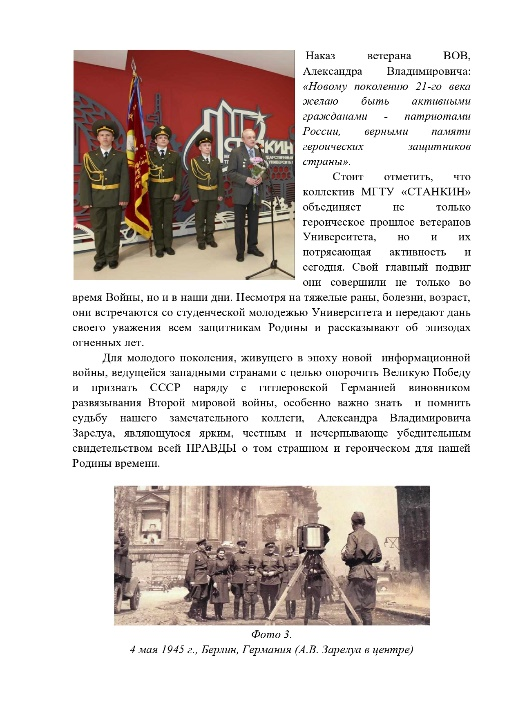 СТАНКИН
Наказ ветерана ВОВ,
Александра Владимировича:
«Новому поколению 21-го века
желаю быть активными
гражданами - патриотами
России, верными памяти
героических защитников
страны».
Стоит отметить, что
коллектив МГТУ «СТАНКИН»
объединяет не только
героическое прошлое ветеранов
Университета, но и их
потрясающая активность и
сегодня. Свой главный подвиг
они совершили не только во
время Войны, но и в наши дни. Несмотря на тяжелые раны, болезни, возраст,
они встречаются со студенческой молодежью Университета и передают дань
своего уважения всем защитникам Родины и рассказывают об эпизодах
огненных лет.
Для молодого поколения, живущего в эпоху новой информационной
войны, ведущейся западными странами с целью опорочить Великую Победу
и признать СССР наряду с гитлеровской Германией виновником
развязывания Второй мировой войны, особенно важно знать и помнить
судьбу нашего замечательного коллеги, Александра Владимировича
Зарелуа, являющуюся ярким, честным и исчерпывающе убедительным
свидетельством всей ПРАВДЫ о том страшном и героическом для нашей
Родины времени.
Фото 3.
4 мая 1945 г., Берлин, Германия (А.В. Зарелуа в центре)